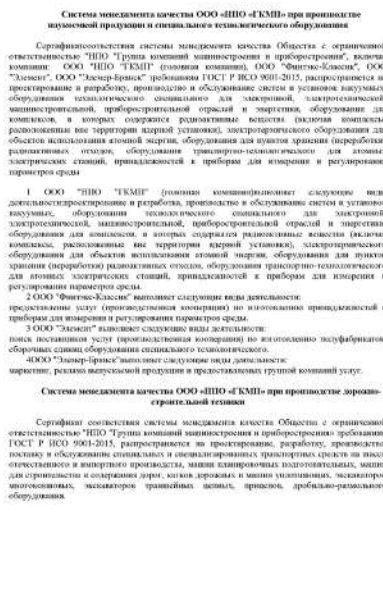 Система менеджмента качества ООО «НПО «ГКМП» при производстве
наукоемкой продукции и специального технологического оборудования
Сертификатсоответствия системы менеджмента качества Общества с ограниченной
ответственностью "НПО "Группа компаний машиностроения и приборостроения", включая
компании: ООО "НПО "ГКМП" (головная компания), ООО "Финтэкс-Классик", ООО
"Элемент", ООО "Элемер-Брянск" требованиям ГОСТ Р ИСО 9001-2015, распространяется на
проектирование и разработку, производство и обслуживание систем и установок вакуумных,
оборудования технологического специального для электронной, электротехнической,
машиностроительной, приборостроительной отраслей и энергетики, оборудования для
комплексов, в которых содержатся радиоактивные вещества (включая комплексы,
расположенные вне территории ядерной установки), электротермического оборудования для
объектов использования атомной энергии, оборудования для пунктов хранения (переработки)
радиоактивных отходов, оборудования транспортно-технологического для атомных
электрических станций, принадлежностей к приборам для измерения и регулирования
параметров среды
1 ООО "НПО "ГКМП" (головная компания)выполняет следующие виды
деятельности:проектирование и разработка, производство и обслуживание систем и установок
вакуумных, оборудования технологического специального для электронной,
электротехнической, машиностроительной, приборостроительной отраслей и энергетики,
оборудования для комплексов, в которых содержатся радиоактивные вещества (включая
комплексы, расположенные вне территории ядерной установки), электротермического
оборудования для объектов использования атомной энергии, оборудования для пунктов
хранения (переработки) радиоактивных отходов, оборудования транспортно-технологического
для атомных электрических станций, принадлежностей к приборам для измерения и
регулирования параметров среды.
2 ООО "Финтэкс-Классик" выполняет следующие виды деятельности:
предоставление услуг (производственная кооперация) по изготовлению принадлежностей к
приборам для измерения и регулирования параметров среды.
3 ООО "Элемент" выполняет следующие виды деятельности:
поиск поставщиков услуг (производственная кооперация) по изготовлению полуфабрикатов,
сборочных единиц оборудования специального технологического.
4ООО "Элемер-Брянск"выполняет следующие виды деятельности:
маркетинг, реклама выпускаемой продукции и предоставляемых группой компаний услуг.
Система менеджмента качества ООО «НПО «ГКМП» при производстве дорожно-
строительной техники
Сертификат соответствия системы менеджмента качества Общества с ограниченной
ответственностью "НПО "Группа компаний машиностроения и приборостроения» требованиям
ГОСТ Р ИСО 9001-2015, распространяется на проектирование, разработку, производство,
поставку и обслуживание специальных и специализированных транспортных средств на шасси
отечественного и импортного производства, машин планировочных подготовительных, машин
для строительства и содержания дорог, катков дорожных и машин уплотняющих, экскаваторов
многоковшовых, экскаваторов траншейных цепных, прицепов, дробильно-размольного
оборудования.